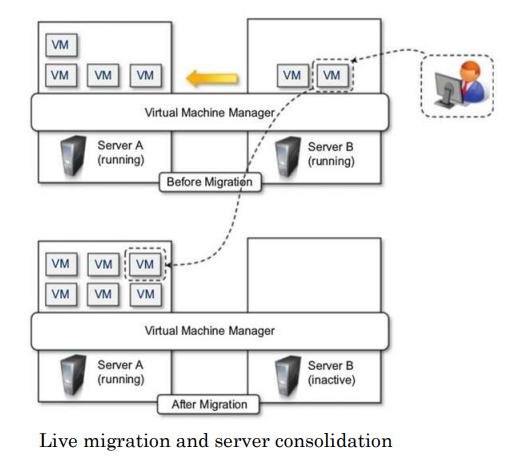 VM
VM VM VM
VM VM
Virtual Machine Manager
Server A
(running)
Server B
(running)
Before Migration
VM VM VM
VM VM VM
Virtual Machine Manager
Server A
(running)
Server B
(inactive)
After Migration
Live migration and server consolidation